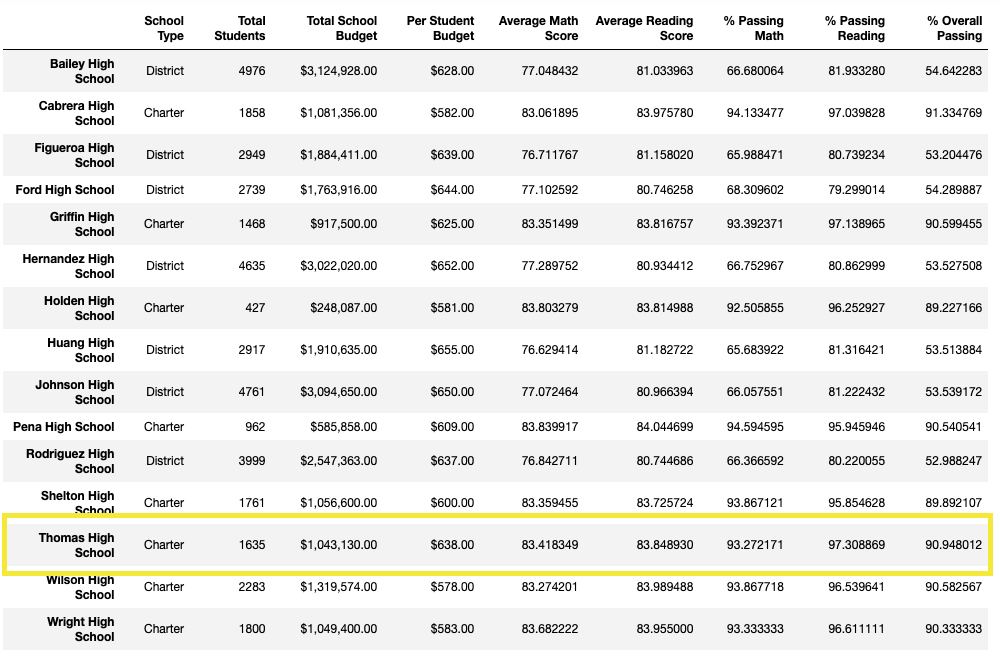 School Type Total Students Total School Budget Per Student Budget Average Math Score Average Reading Score % Passing Math % Passing Reading % Overall Passing
Bailey High School District 4976 $3,124,928.00 $628.00 77.048432 81.033963 66.680064 81.933280 54.642283
Cabrera High School Charter 1858 $1,081,356.00 $582.00 83.061895 83.975780 94.133477 97.039828 91.334769
Figueroa High School District 2949 $1,884,411.00 $639.00 76.711767 81.158020 65.988471 80.739234 53.204476
Ford High School District 2739 $1,763,916.00 $644.00 77.102592 80.746258 68.309602 79.299014 54.289887
Griffin High School Charter 1468 $917,500.00 $625.00 83.351499 83.816757 93.392371 97.138965 90.599455
Hernandez High School District 4635 $3,022,020.00 $652.00 77.289752 80.934412 66.752967 80.862999 53.527508
Holden High School Charter 427 $248,087.00 $581.00 83.803279 83.814988 92.505855 96.252927 89.227166
Huang High School District 2917 $1,910,635.00 $655.00 76.629414 81.182722 65.683922 81.316421 53.513884
Johnson High School District 4761 $3,094,650.00 $650.00 77.072464 80.966394 66.057551 81.222432 53.539172
Pena High School Charter 962 $585,858.00 $609.00 83.839917 84.044699 94.594595 95.945946 90.540541
Rodriguez High School District 3999 $2,547,363.00 $637.00 76.842711 80.744686 66.366592 80.220055 52.988247
Shelton High School Charter 1761 $1,056,600.00 $600.00 83.359455 83.725724 93.867121 95.854628 89.892107
Thomas High School Charter 1635 $1,043,130.00 $638.00 83.418349 83.848930 93.272171 97.308869 90.948012
Wilson High School Charter 2283 $1,319,574.00 $578.00 83.274201 83.989488 93.867718 96.539641 90.582567
Wright High School Charter 1800 $1,049,400.00 $583.00 83.682222 83.955000 93.333333 96.611111 90.333333